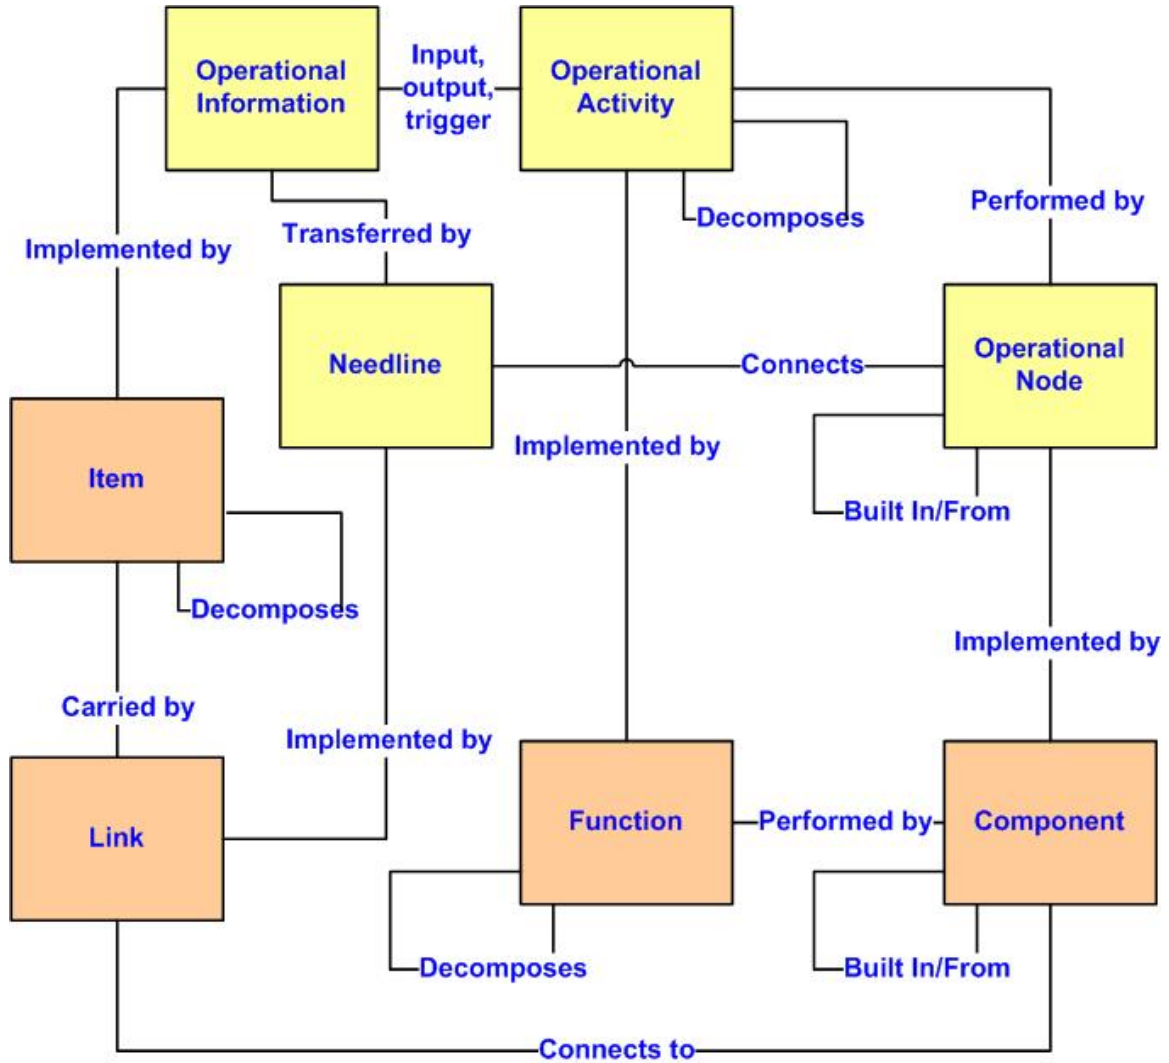 Operational
Information
Input,
output,
trigger
Operational
Activity
Decomposes
Performed by
Transferred by
Implemented by
Needline
Connects
Operational
Node
Implemented by
Item
Built In/From
Decomposes
Implemented by
Carried by
Implemented by
Link
Function
Performed by
Component
Decomposes
Built In/From
Connects to